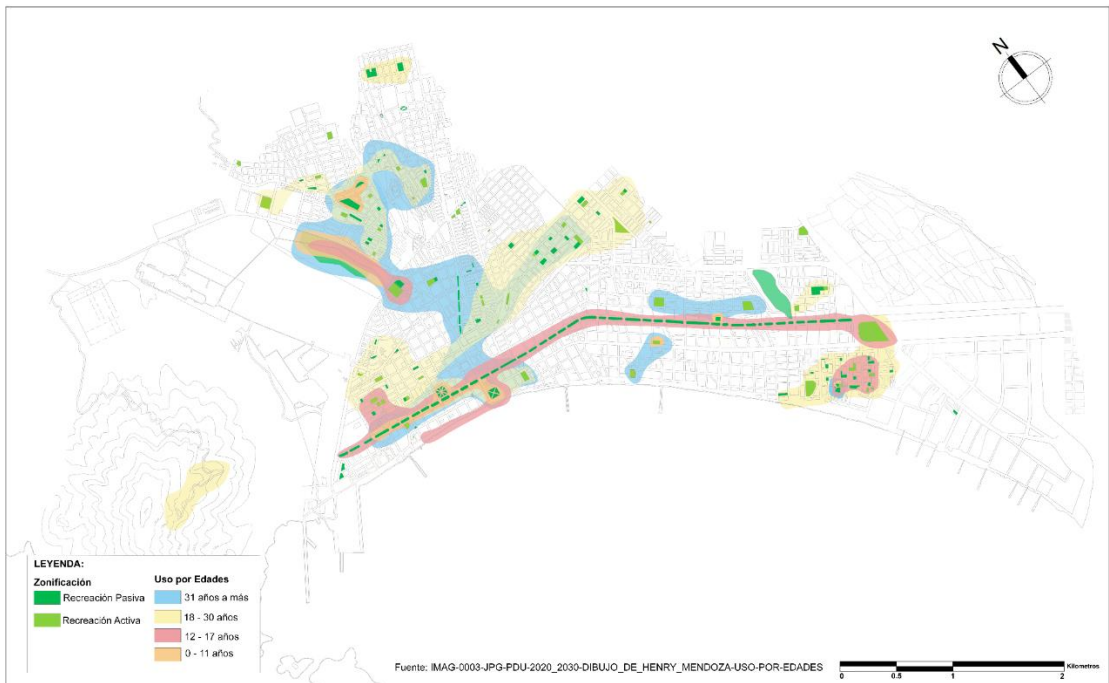 N
LEYENDA:
Zonificación
Recreación Pasiva
Recreación Activa
Uso por Edades
31 años a más
18 - 30 años
12 - 17 años
0 - 11 años
Fuente: IMAG-0003-JPG-PDU-2020_2030-DIBUJO_DE_HENRY_MENDOZA-USO-POR-EDADES
Kilometros
0 0.5 1 2